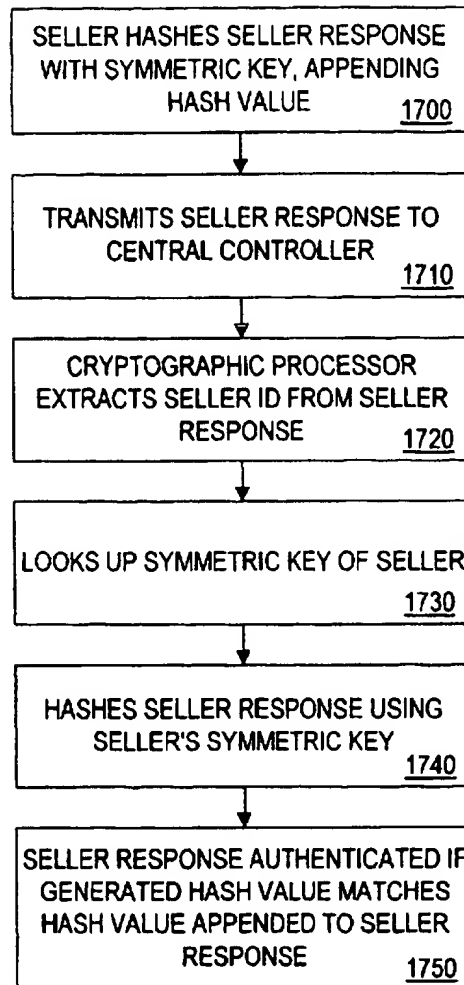 SELLER HASHES SELLER RESPONSE
WITH SYMMETRIC KEY, APPENDING
HASH VALUE
1700
TRANSMITS SELLER RESPONSE TO
CENTRAL CONTROLLER
1710
CRYPTOGRAPHIC PROCESSOR
EXTRACTS SELLER ID FROM SELLER
RESPONSE
1720
LOOKS UP SYMMETRIC KEY OF SELLER
1730
HASHES SELLER RESPONSE USING
SELLER'S SYMMETRIC KEY
1740
SELLER RESPONSE AUTHENTICATED IF
GENERATED HASH VALUE MATCHES
HASH VALUE APPENDED TO SELLER
RESPONSE
1750